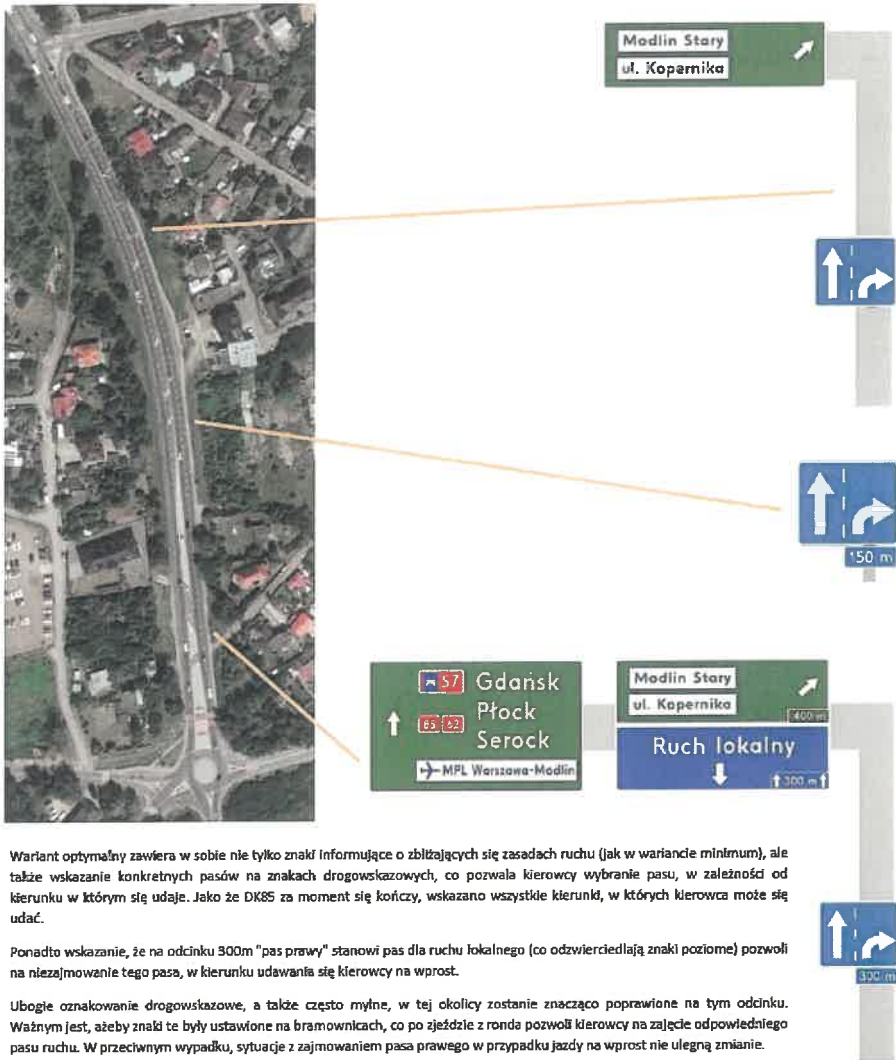 Modlin Stary
ul. Kopernika
150 m
57 Gdańsk
85 62 Płock
Serock
MPL Warszawa-Modlin
Modlin Stary
ul. Kopernika
400 m
Ruch lokalny
300 m
300 m
Wariant optymalny zawiera w sobie nie tylko znaki informujące o zbliżających się zasadach ruchu (jak w wariancie minimum), ale
także wskazanie konkretnych pasów na znakach drogowskazowych, co pozwala kierowcy wybranie pasu, w zależności od
kierunku w którym się udaje. Jako że DK85 za moment się kończy, wskazano wszystkie kierunki, w których kierowca może się
udać.
Ponadto wskazanie, że na odcinku 300m "pas prawy" stanowi pas dla ruchu lokalnego (co odzwierciedlają znaki poziome) pozwoli
na niezajmowanie tego pasa, w kierunku udawania się kierowcy na wprost.
Ubogie oznakowanie drogowskazowe, a także często mylne, w tej okolicy zostanie znacząco poprawione na tym odcinku.
Ważnym jest, ażeby znaki te były ustawione na bramownicach, co po zjeździe z ronda pozwoli kierowcy na zajęcie odpowiedniego
pasu ruchu. W przeciwnym wypadku, sytuacje z zajmowaniem pasa prawego w przypadku jazdy na wprost nie ulegną zmianie.